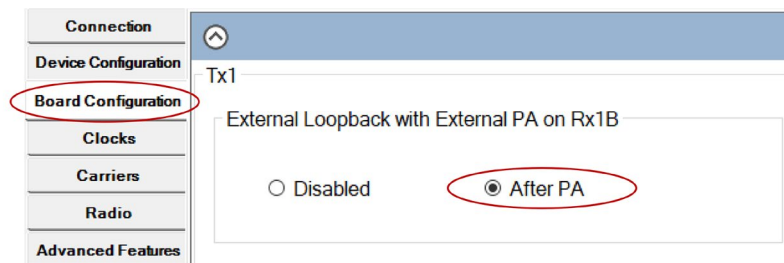 Connection
Device Configuration
Tx1
Board Configuration
External Loopback with External PA on Rx1B
Clocks
Carriers
Disabled
After PA
Radio
Advanced Features